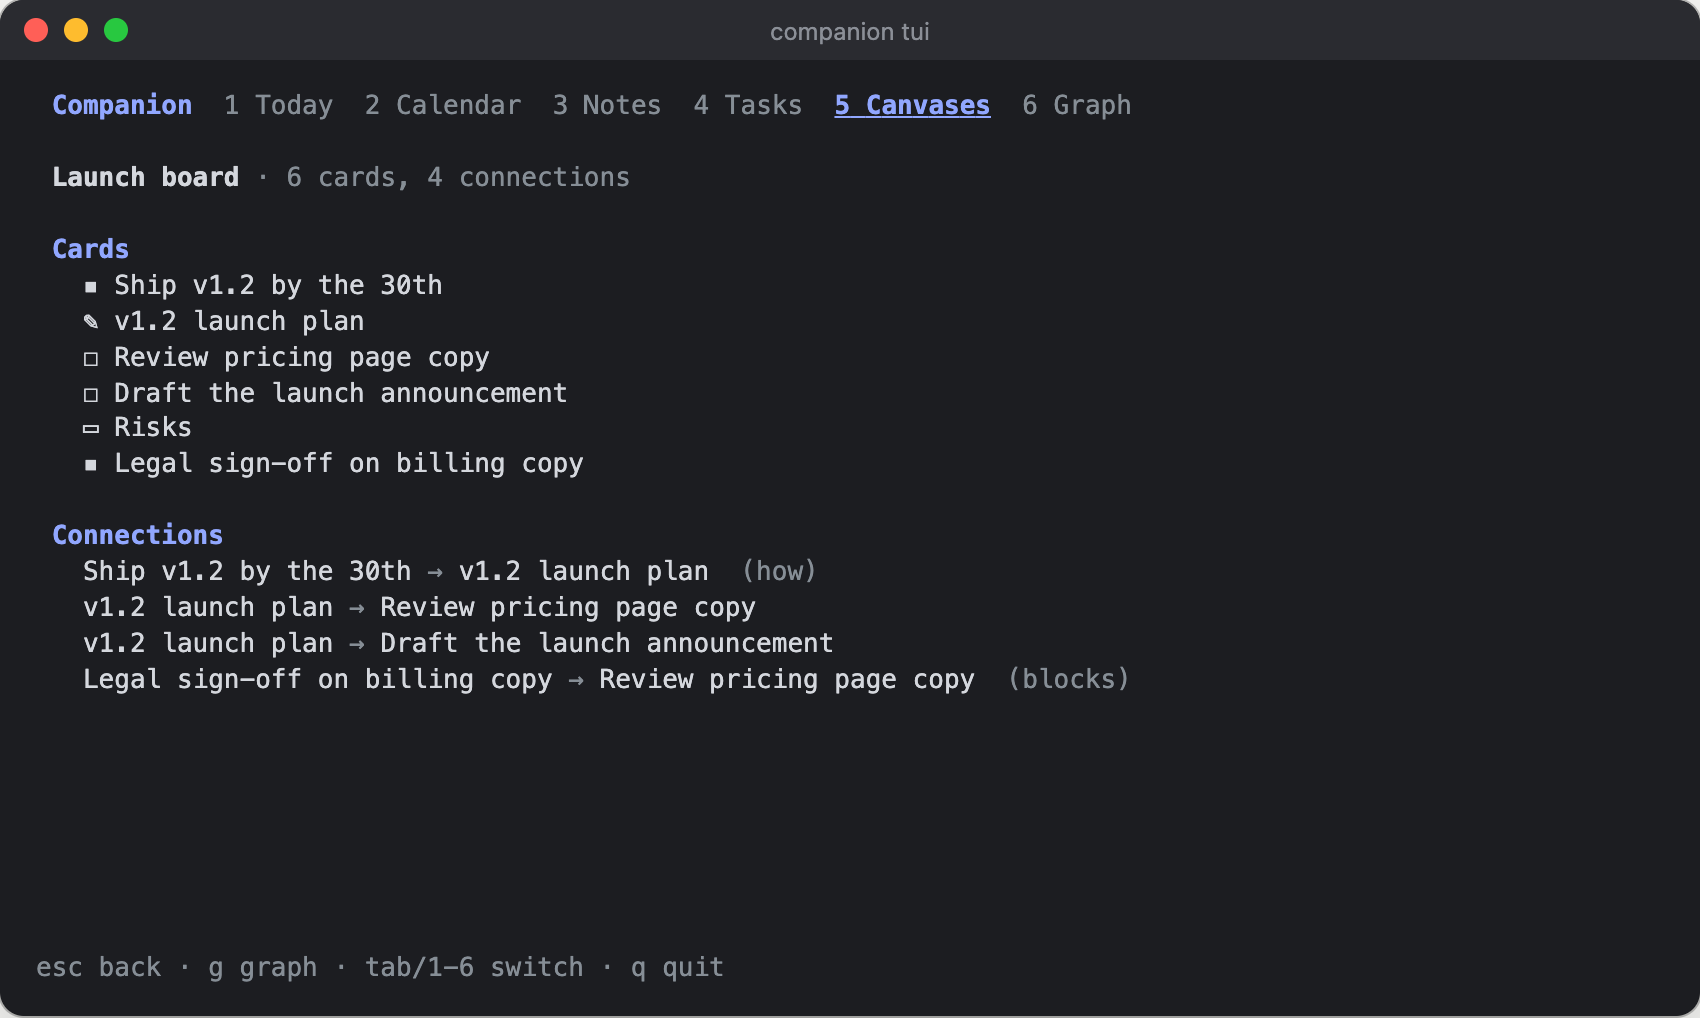 companion tui
Companion  1 Today  2 Calendar  3 Notes  4 Tasks  5 Canvases  6 Graph
Launch board · 6 cards, 4 connections
Cards
▪ Ship v1.2 by the 30th
✎ v1.2 launch plan
☐ Review pricing page copy
☐ Draft the launch announcement
▭ Risks
▪ Legal sign-off on billing copy
Connections
Ship v1.2 by the 30th → v1.2 launch plan  (how)
v1.2 launch plan → Review pricing page copy
v1.2 launch plan → Draft the launch announcement
Legal sign-off on billing copy → Review pricing page copy  (blocks)
esc back · g graph · tab/1-6 switch · q quit